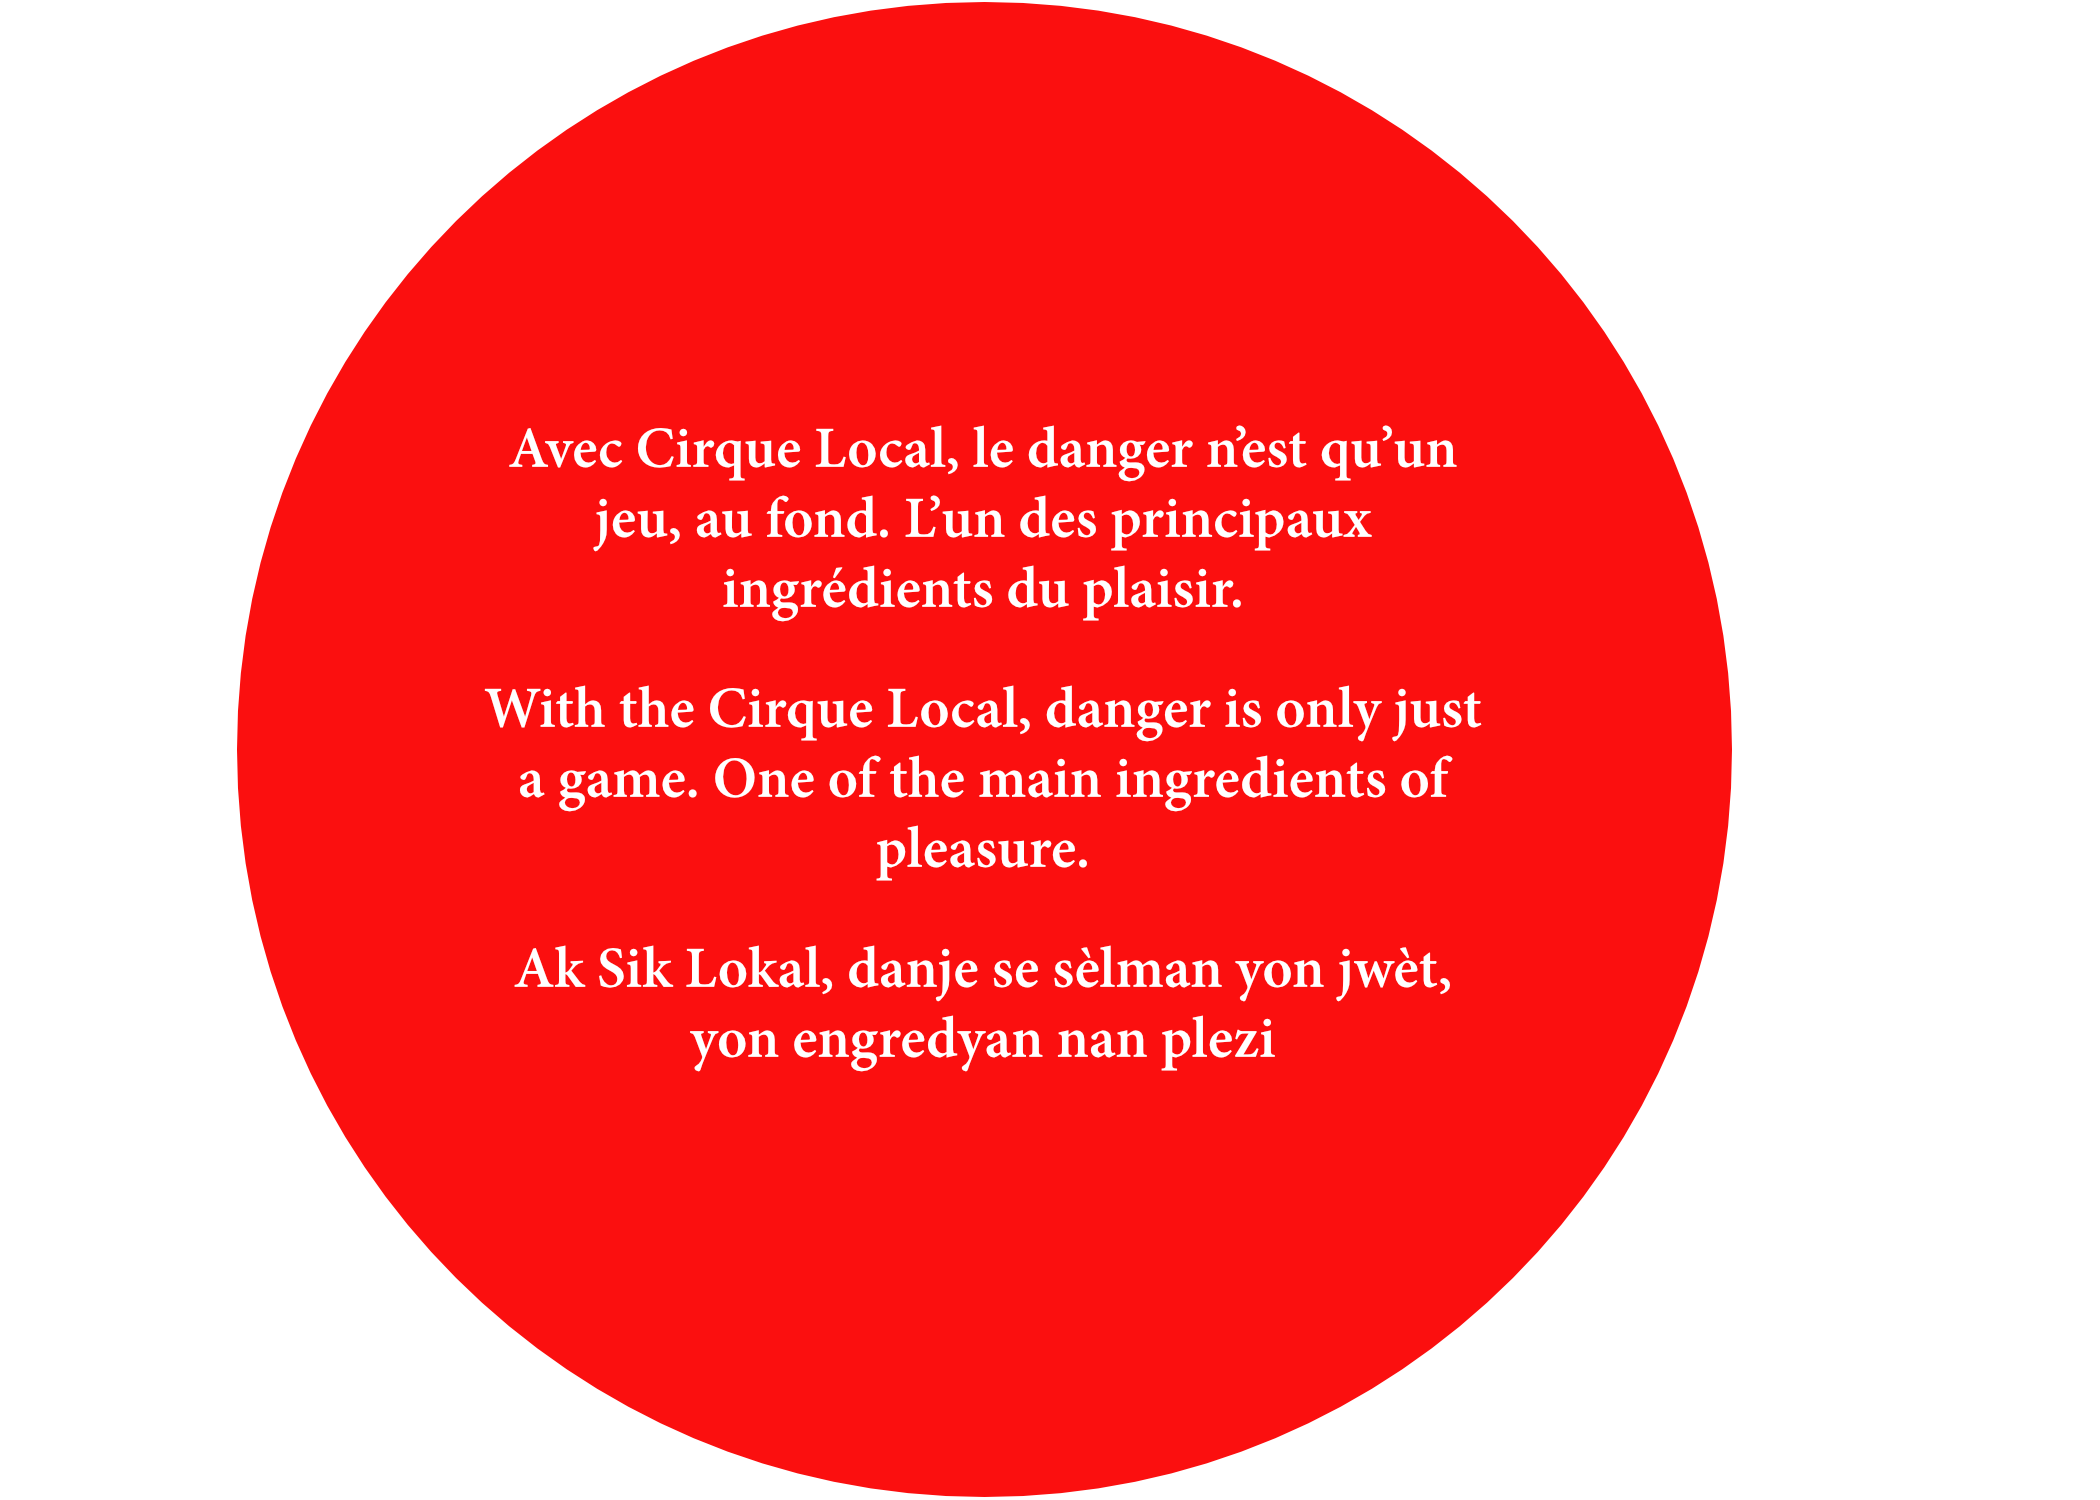 Avec Cirque Local, le danger n’est qu’un
jeu, au fond. L’un des principaux
ingrédients du plaisir.
With the Cirque Local, danger is only just
a game. One of the main ingredients of
pleasure.
Ak Sik Lokal, danje se sèlman yon jwèt,
yon engredyan nan plezi